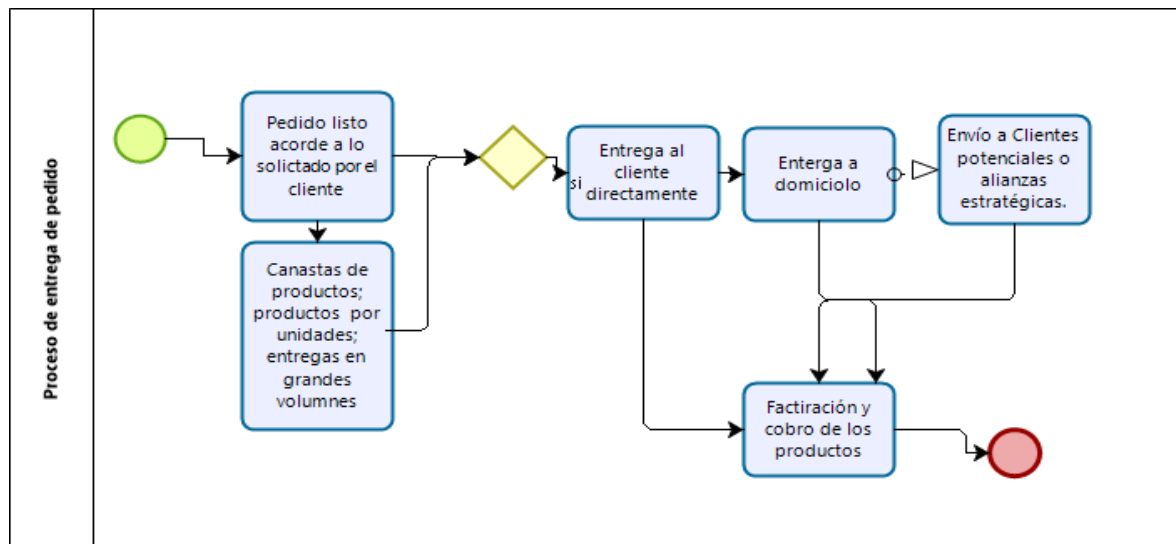 Proceso de entrega de pedido
Pedido listo
acorde a lo
solictado por el
cliente
Canastas de
productos;
productos por
unidades;
entregas en
grandes
volumnes
si
Entrega al
cliente
directamente
Enterga a
domiciolo
Envío a Clientes
potenciales o
alianzas
estratégicas.
Factiración y
cobro de los
productos